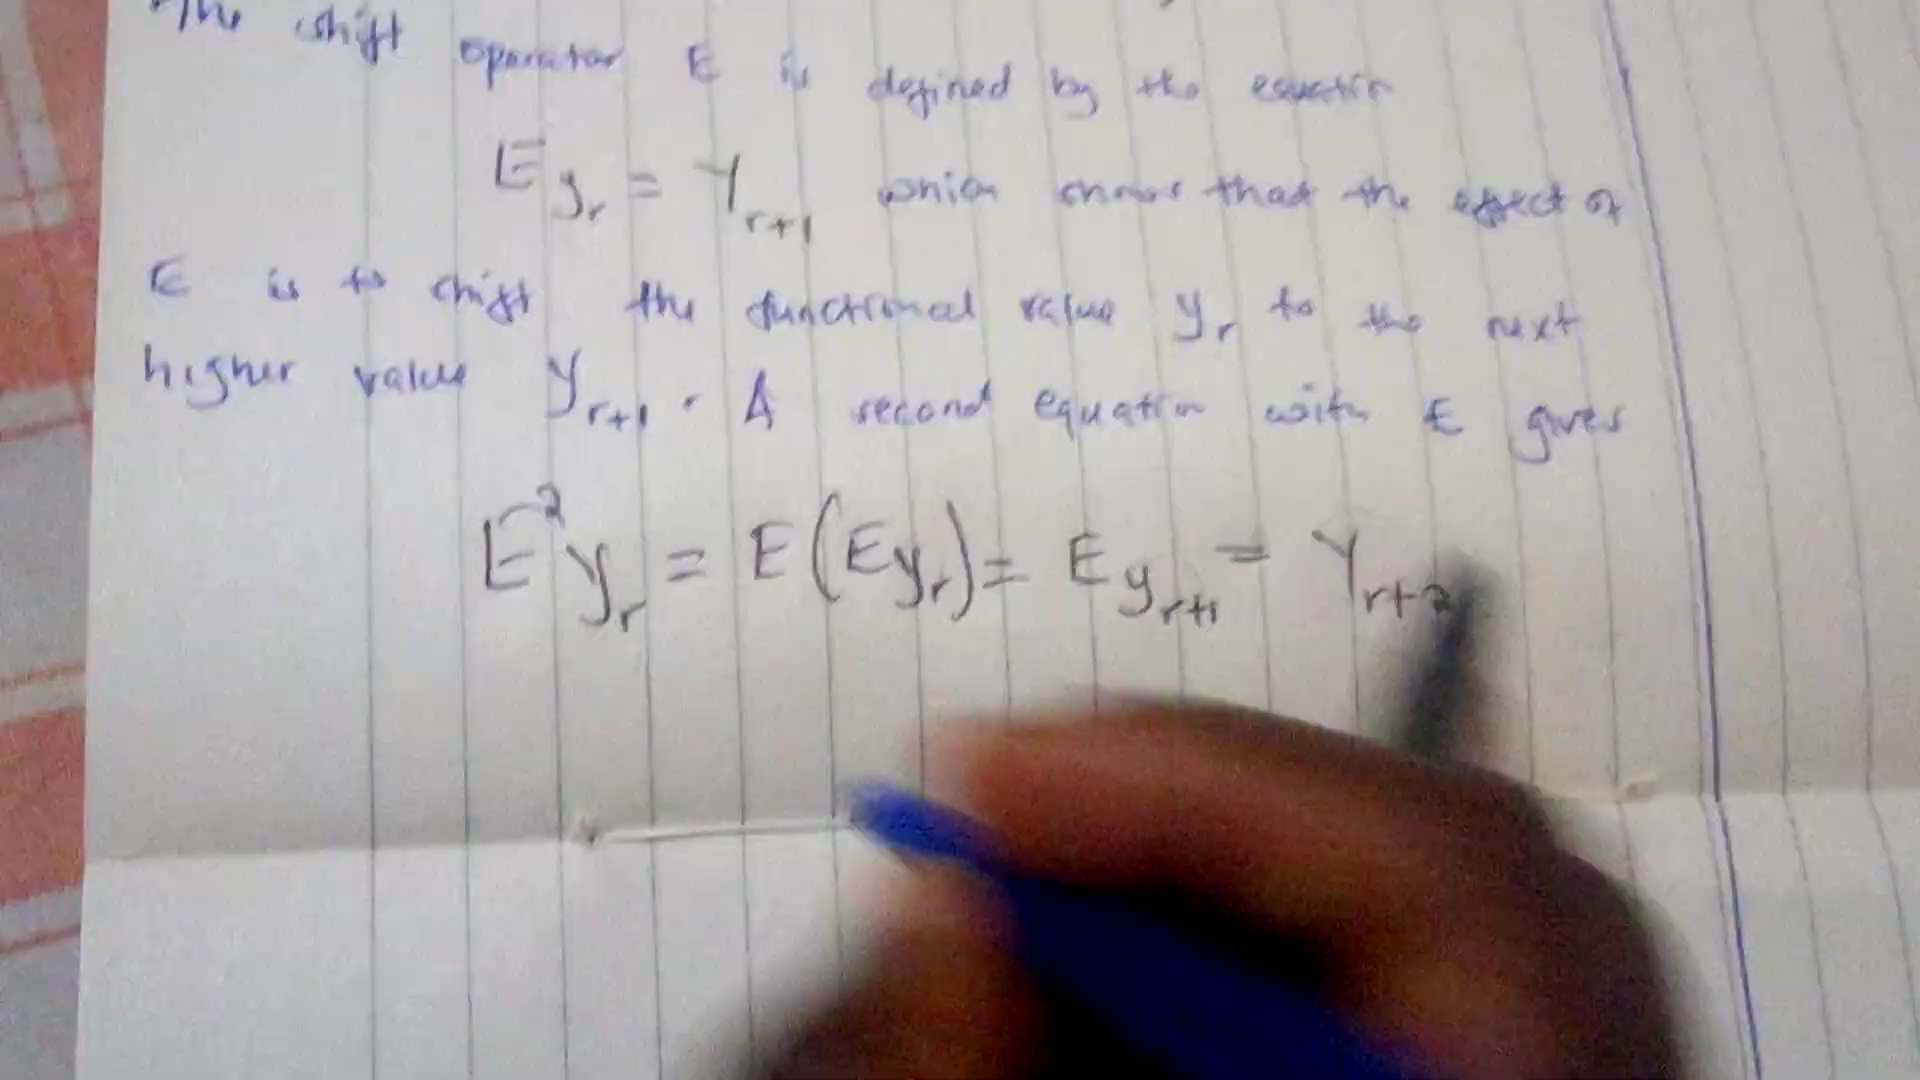 The shift operator E is defined by the equation
E y_r = Y_{r+1} which shows that the effect of
E is to shift the functional value y_r to the next
higher value y_{r+1}. A second equation with E gives
E^2 y_r = E(E y_r) = E y_{r+1} = Y_{r+2}